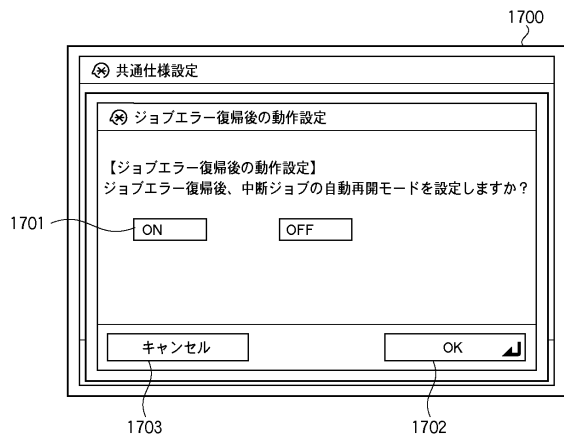 1700
共通仕様設定
ジョブエラー復帰後の動作設定
【ジョブエラー復帰後の動作設定】
ジョブエラー復帰後、中断ジョブの自動再開モードを設定しますか？
1701
ON
OFF
キャンセル
OK
1703
1702